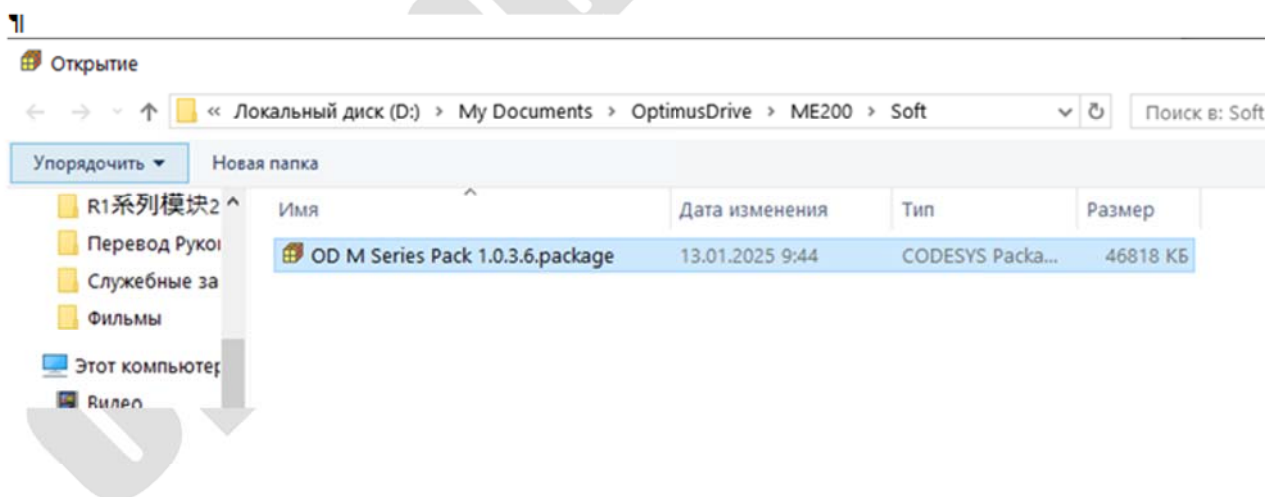 Открытие
« Локальный диск (D:) > My Documents > OptimusDrive > ME200 > Soft
Поиск в: Soft
Упорядочить Новая папка
R1系列模块2
Имя Дата изменения Тип Размер
Перевод Руко
OD M Series Pack 1.0.3.6.package 13.01.2025 9:44 CODESYS Packa... 46818 КБ
Служебные за
Фильмы
Этот компьютер
Видео